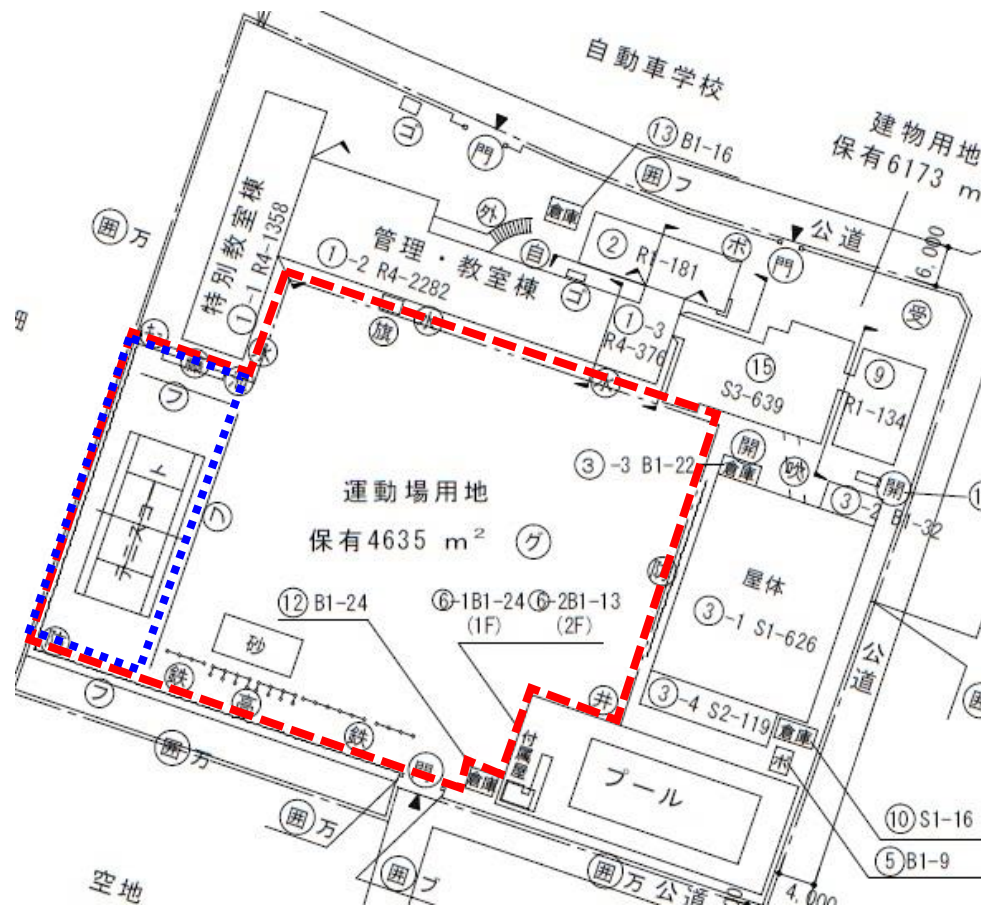 自動車学校
建物用地
保有6173 m
⑬B1-16
囲フ
ゴ
門
倉庫
外
公道
6,000
囲万
特別教室棟
①-1 R4-1358
管理・教室棟
①-2 R4-2282
自
ゴ
② R1-181
ボ
門
受
①-3
R4-376
⑮
S3-639
⑨
R1-134
水
旗
フ
③-3 B1-22
倉庫
開
吹
開
③-2 B1-32
運動場用地
保有4635 m²
グ
フ
テニスコート
屋体
③-1 S1-626
⑫B1-24
⑥-1B1-24
(1F)
⑥-2B1-13
(2F)
砂
鉄
高
鉄
井
公道
③-4 S2-119
倉庫
ボ
付属屋
プール
門
倉庫
フ
囲万
囲万
⑩S1-16
⑤B1-9
囲ブ
囲万
公道
4,000
空地